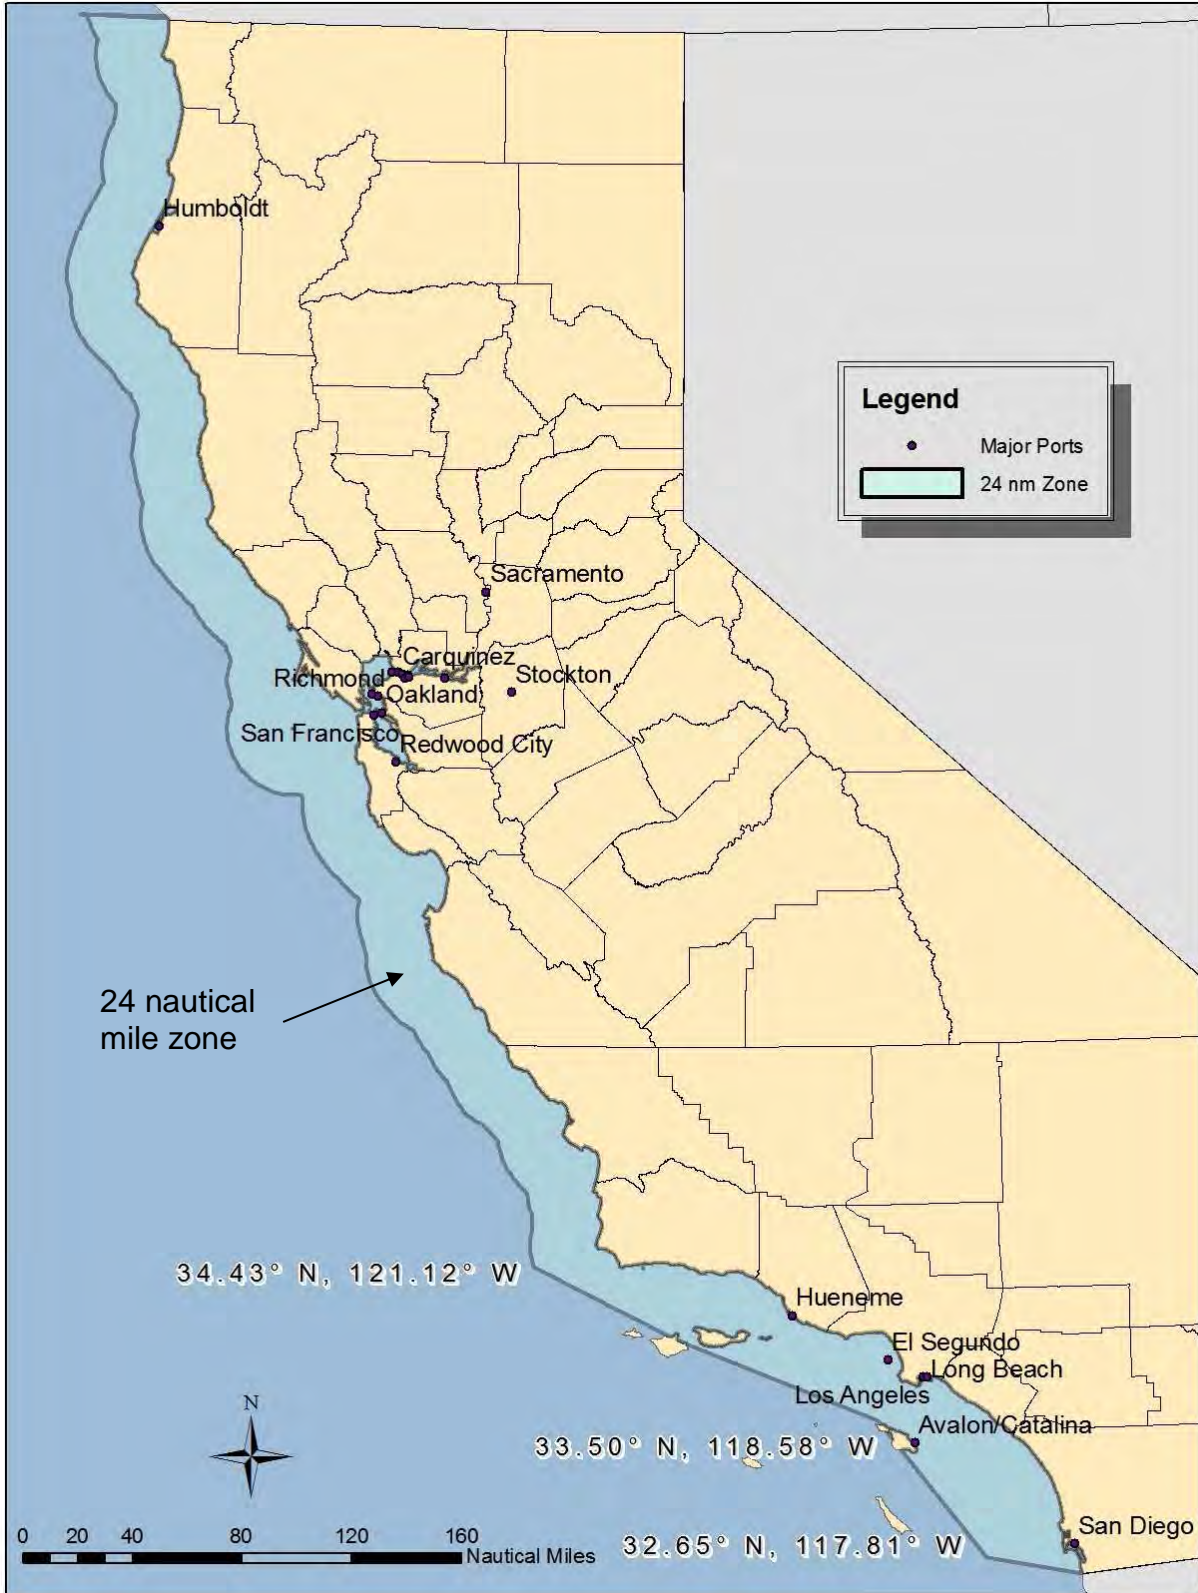 Humboldt
Legend
Major Ports
24 nm Zone
Sacramento
Carquinez
Richmond
Stockton
Oakland
San Francisco
Redwood City
24 nautical
mile zone
34.43° N, 121.12° W
Hueneme
El Segundo
Long Beach
Los Angeles
Avalon/Catalina
33.50° N, 118.58° W
N
San Diego
0 40 80 120 160
Nautical Miles
32.65° N, 117.81° W